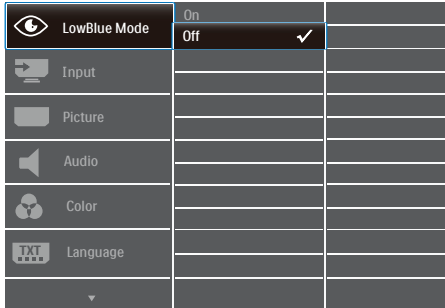 LowBlue Mode
On
Off
Input
Picture
Audio
Color
TXT
Language